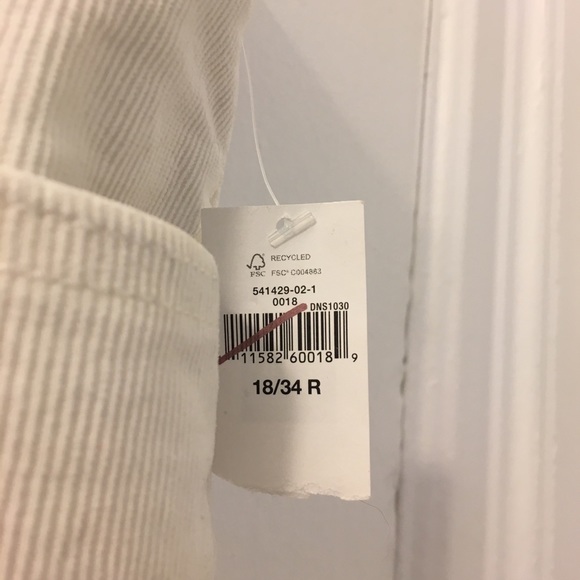 RECYCLED
FSC FSC® C004863
541429-02-1
0018 DNS1030
11582 60018 9
18/34 R